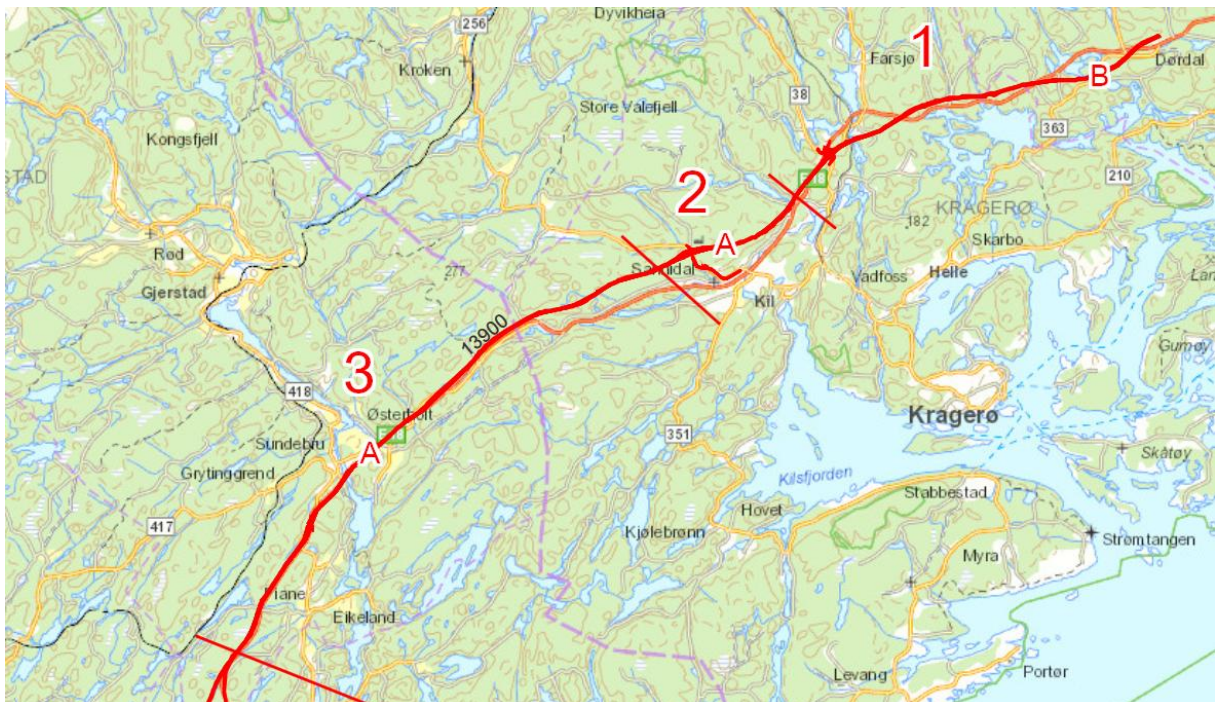 Dyvikheia
256
Kroken
1
Farsjø
B
Dørdal
38
Store Valefjell
363
Kongsfjell
STAD
210
2
KRAGERØ
182
A
Skarbo
Rød
277
Sannidal
Vadfoss
Helle
Gjerstad
Kil
Gumøy
13900
3
418
Østerholt
Kragerø
Sundebru
A
351
Skåtøy
Grytinggrend
Kilsfjorden
Stabbestad
417
Hovet
Kjølebrønn
Strømtangen
Myra
Eikeland
Levang
Portør